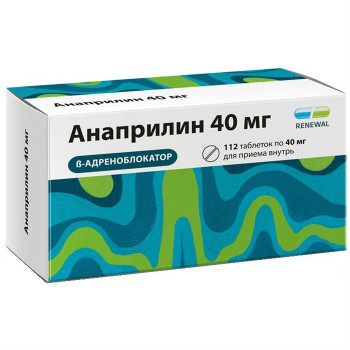 Анаприлин 40 мг
Анаприлин 40 мг
β-АДРЕНОБЛОКАТОР
112 таблеток по 40 мг
для приема внутрь
RENEWAL